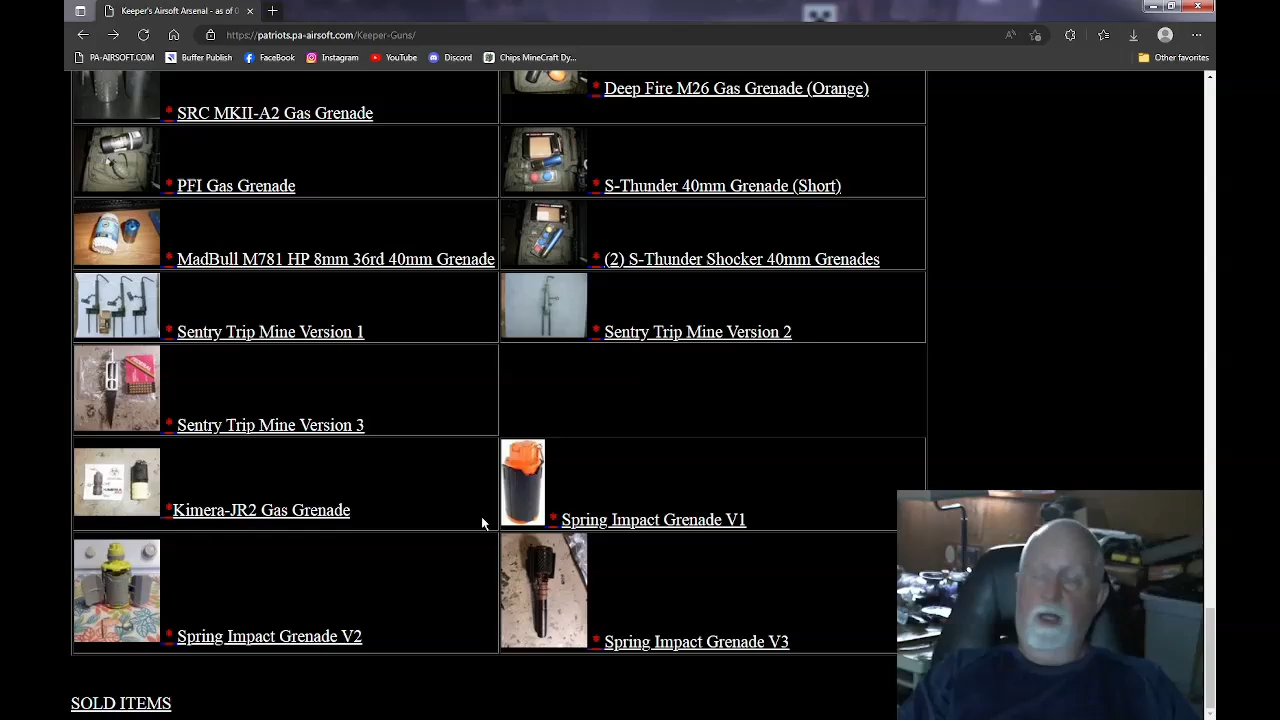 Keeper's Airsoft Arsenal - as of 0
https://patriots.pa-airsoft.com/Keeper-Guns/
PA-AIRSOFT.COM Buffer Publish FaceBook Instagram YouTube Discord Chips MineCraft Dy... Other favorites
* SRC MKII-A2 Gas Grenade
* Deep Fire M26 Gas Grenade (Orange)
* PFI Gas Grenade
* S-Thunder 40mm Grenade (Short)
* MadBull M781 HP 8mm 36rd 40mm Grenade
* (2) S-Thunder Shocker 40mm Grenades
* Sentry Trip Mine Version 1
* Sentry Trip Mine Version 2
* Sentry Trip Mine Version 3
*Kimera-JR2 Gas Grenade
* Spring Impact Grenade V1
* Spring Impact Grenade V2
* Spring Impact Grenade V3
SOLD ITEMS